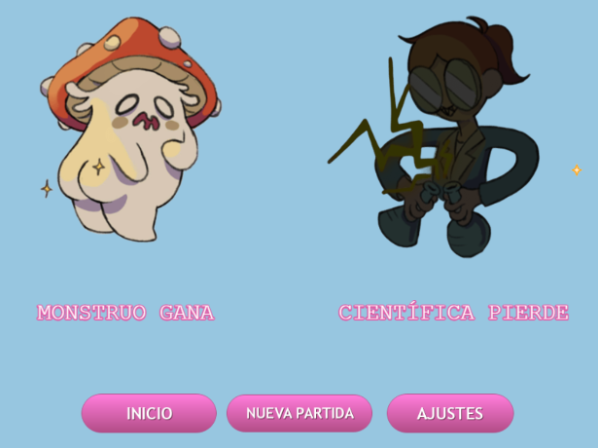 MONSTRUO GANA
CIENTÍFICA PIERDE
INICIO
NUEVA PARTIDA
AJUSTES